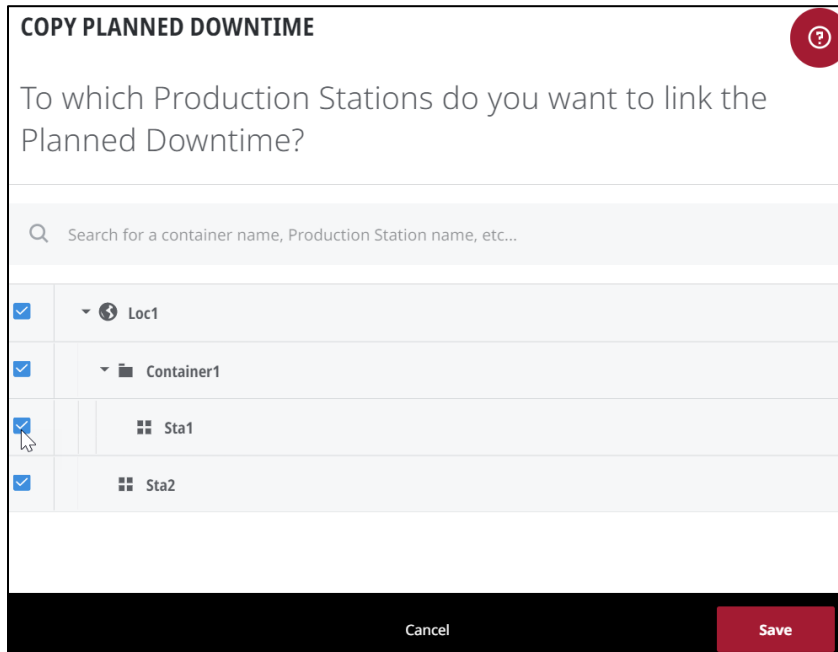 COPY PLANNED DOWNTIME
?
To which Production Stations do you want to link the
Planned Downtime?
Search for a container name, Production Station name, etc...
Loc1
Container1
Sta1
Sta2
Cancel
Save